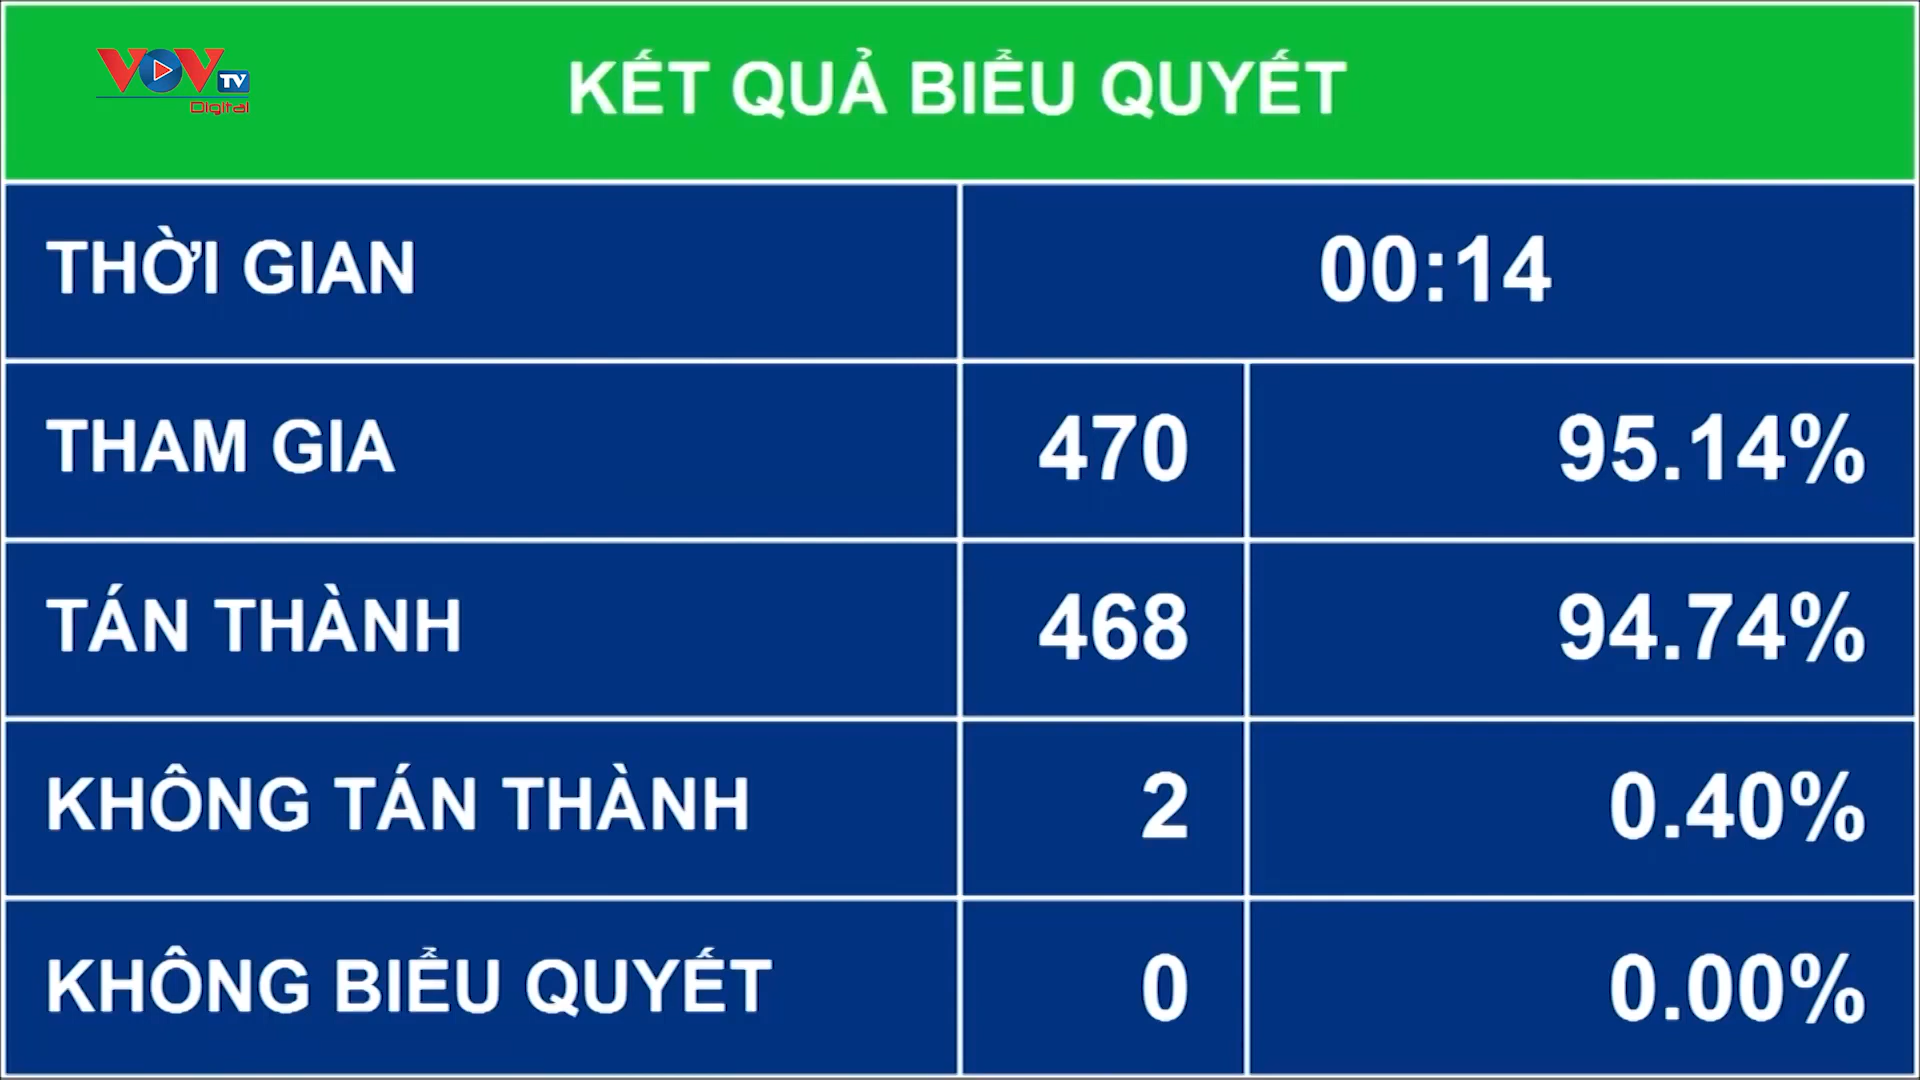 VOV TV
Digital
KẾT QUẢ BIỂU QUYẾT
THỜI GIAN 00:14
THAM GIA 470 95.14%
TÁN THÀNH 468 94.74%
KHÔNG TÁN THÀNH 2 0.40%
KHÔNG BIỂU QUYẾT 0 0.00%